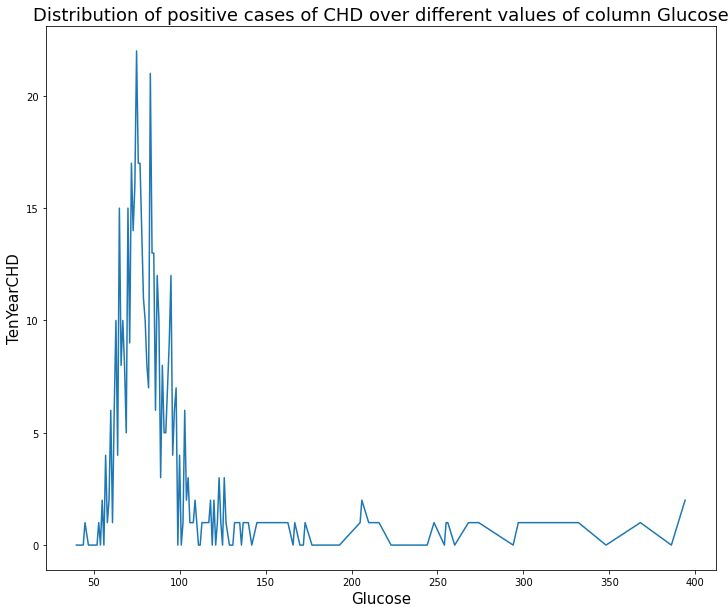 Distribution of positive cases of CHD over different values of column Glucose
20
15
10
5
0
TenYearCHD
50 100 150 200 250 300 350 400
Glucose